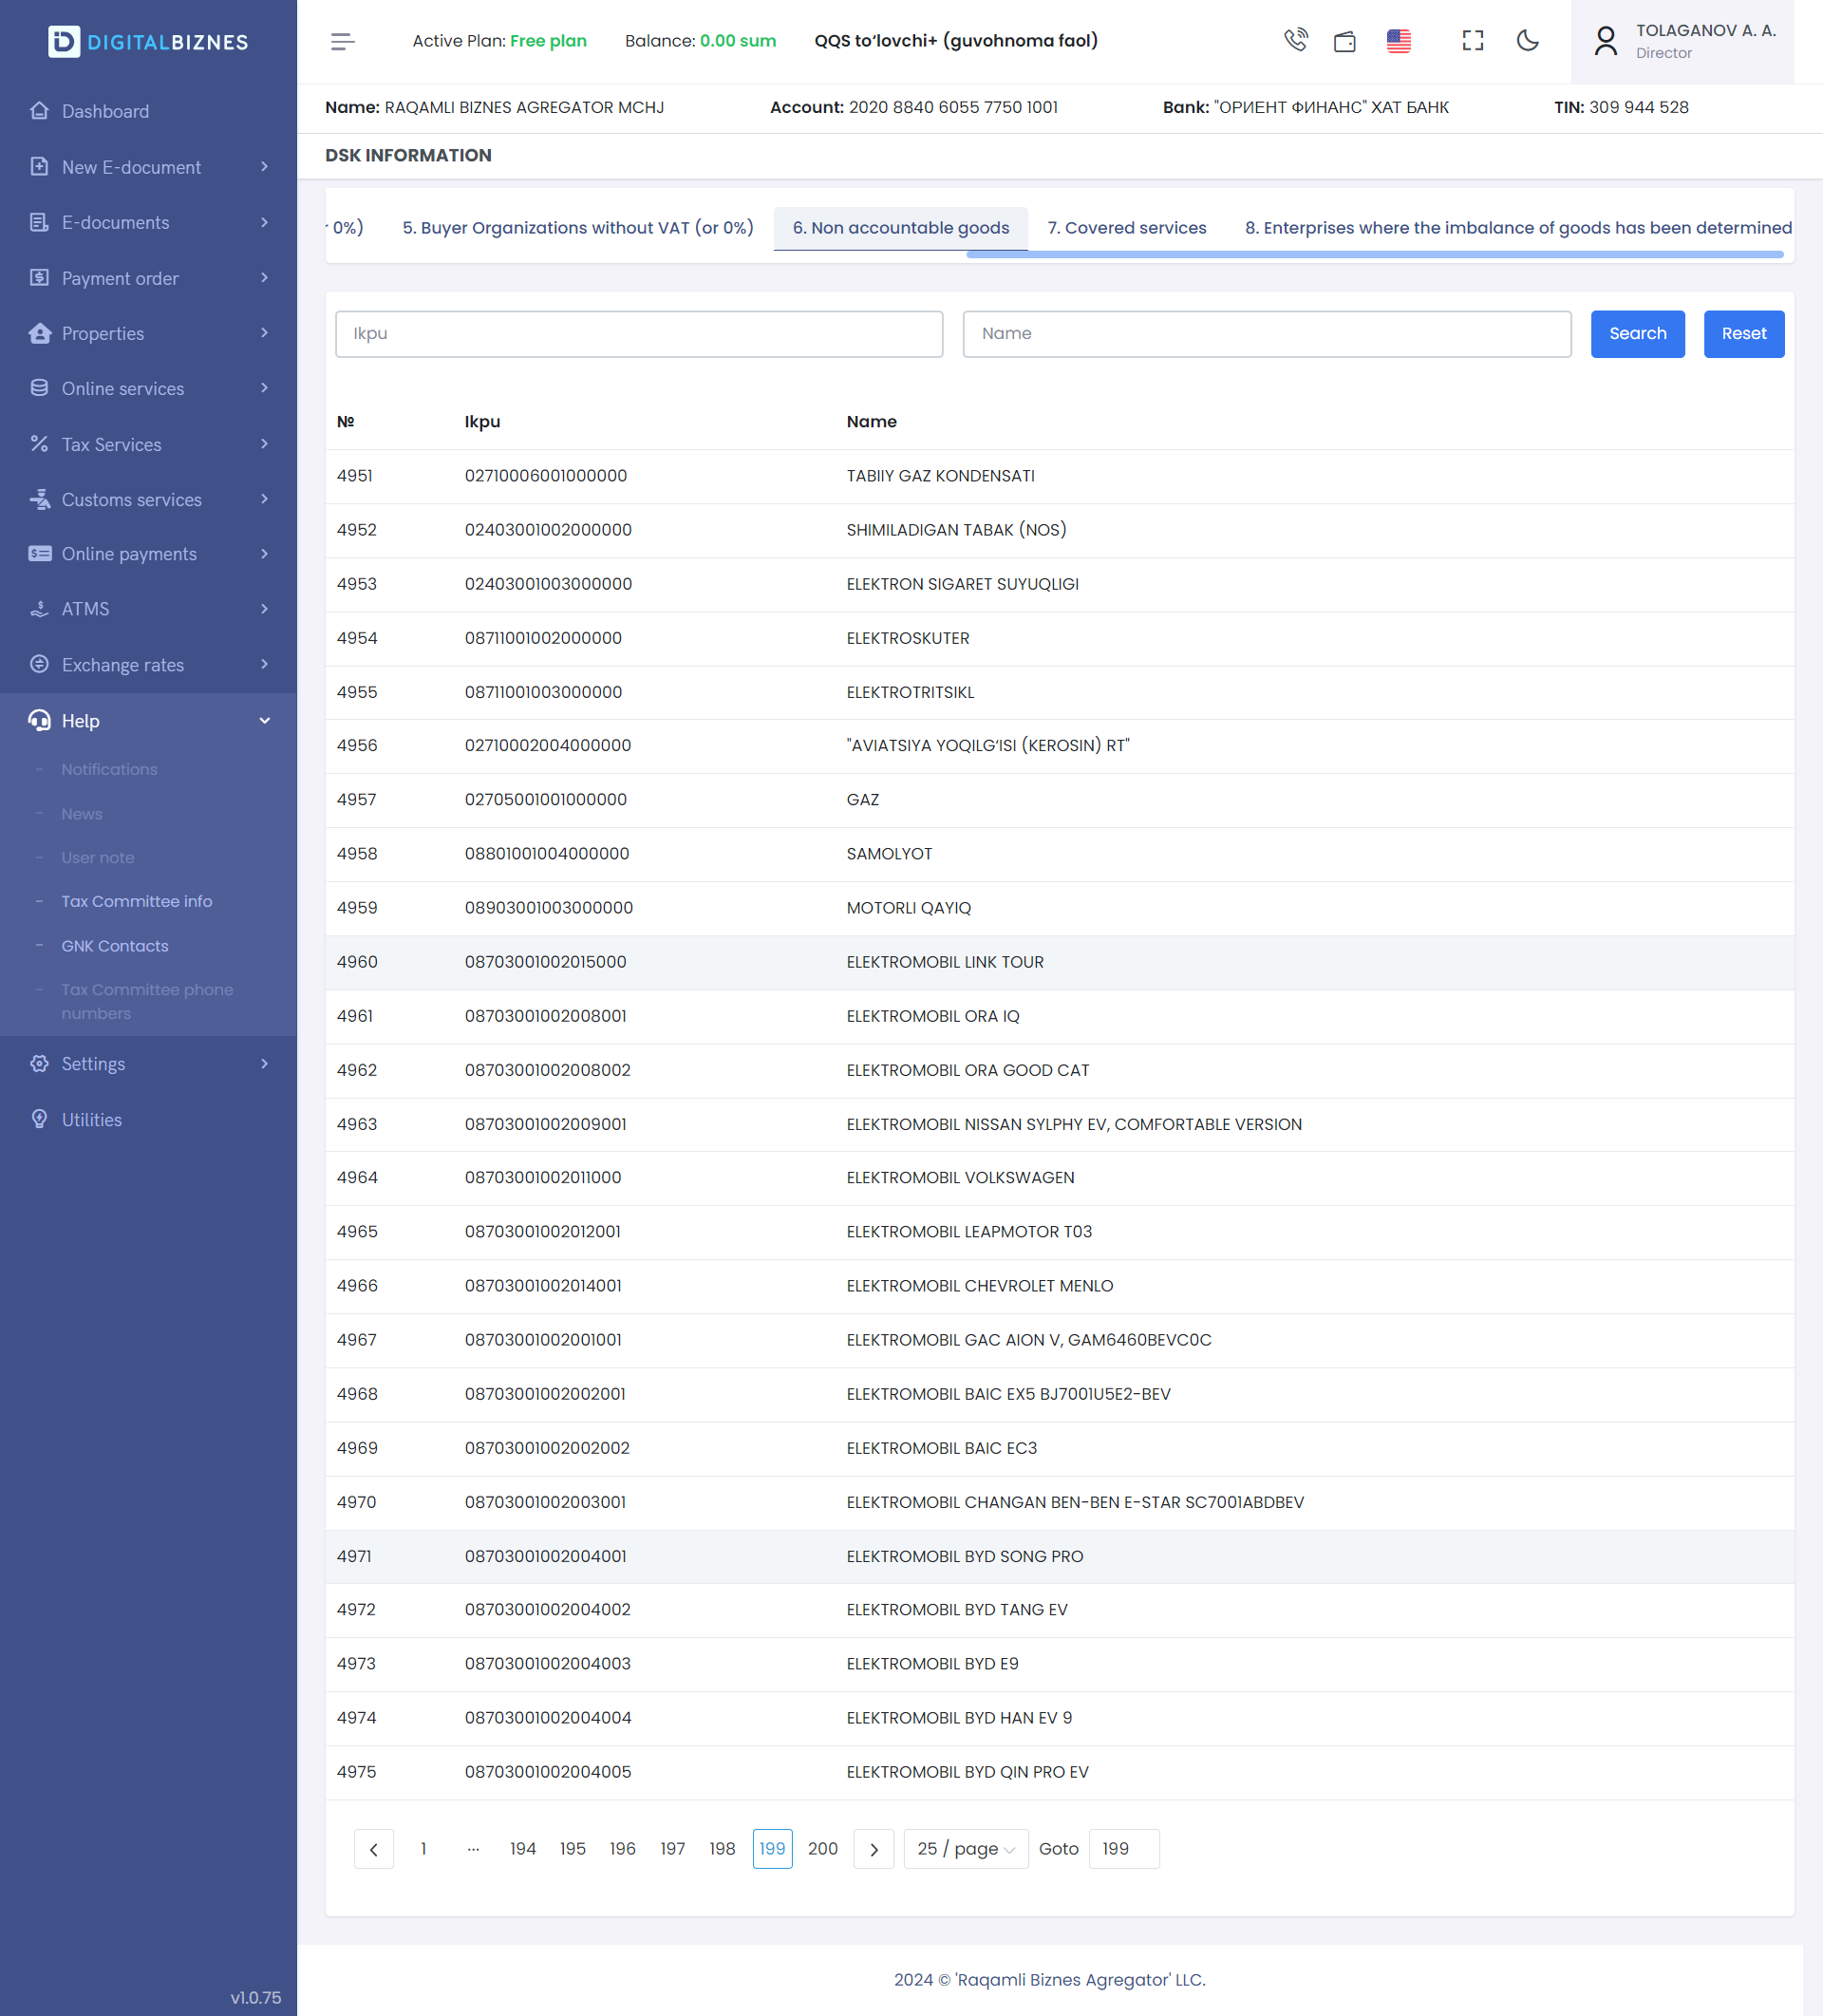 DIGITALBIZNES
Active Plan: Free plan
Balance: 0.00 sum
QQS to‘lovchi+ (guvohnoma faol)
TOLAGANOV A. A.
Director
Name: RAQAMLI BIZNES AGREGATOR MCHJ
Account: 2020 8840 6055 7750 1001
Bank: "ОРИЕНТ ФИНАНС" ХАТ БАНК
TIN: 309 944 528
DSK INFORMATION
Dashboard
New E-document
E-documents
Payment order
Properties
Online services
Tax Services
Customs services
Online payments
ATMS
Exchange rates
Help
- Notifications
- News
- User note
- Tax Committee info
- GNK Contacts
- Tax Committee phone
numbers
Settings
Utilities
v1.0.75
r 0%)
5. Buyer Organizations without VAT (or 0%)
6. Non accountable goods
7. Covered services
8. Enterprises where the imbalance of goods has been determined
Ikpu
Name
Search
Reset
№ Ikpu Name
4951 02710006001000000 TABIIY GAZ KONDENSATI
4952 02403001002000000 SHIMILADIGAN TABAK (NOS)
4953 02403001003000000 ELEKTRON SIGARET SUYUQLIGI
4954 08711001002000000 ELEKTROSKUTER
4955 08711001003000000 ELEKTROTRITSIKL
4956 02710002004000000 "AVIATSIYA YOQILG‘ISI (KEROSIN) RT"
4957 02705001001000000 GAZ
4958 08801001004000000 SAMOLYOT
4959 08903001003000000 MOTORLI QAYIQ
4960 08703001002015000 ELEKTROMOBIL LINK TOUR
4961 08703001002008001 ELEKTROMOBIL ORA IQ
4962 08703001002008002 ELEKTROMOBIL ORA GOOD CAT
4963 08703001002009001 ELEKTROMOBIL NISSAN SYLPHY EV, COMFORTABLE VERSION
4964 08703001002011000 ELEKTROMOBIL VOLKSWAGEN
4965 08703001002012001 ELEKTROMOBIL LEAPMOTOR T03
4966 08703001002014001 ELEKTROMOBIL CHEVROLET MENLO
4967 08703001002001001 ELEKTROMOBIL GAC AION V, GAM6460BEVC0C
4968 08703001002002001 ELEKTROMOBIL BAIC EX5 BJ7001U5E2-BEV
4969 08703001002002002 ELEKTROMOBIL BAIC EC3
4970 08703001002003001 ELEKTROMOBIL CHANGAN BEN-BEN E-STAR SC7001ABDBEV
4971 08703001002004001 ELEKTROMOBIL BYD SONG PRO
4972 08703001002004002 ELEKTROMOBIL BYD TANG EV
4973 08703001002004003 ELEKTROMOBIL BYD E9
4974 08703001002004004 ELEKTROMOBIL BYD HAN EV 9
4975 08703001002004005 ELEKTROMOBIL BYD QIN PRO EV
1 ··· 194 195 196 197 198 199 200 25 / page Goto 199
2024 © 'Raqamli Biznes Agregator' LLC.